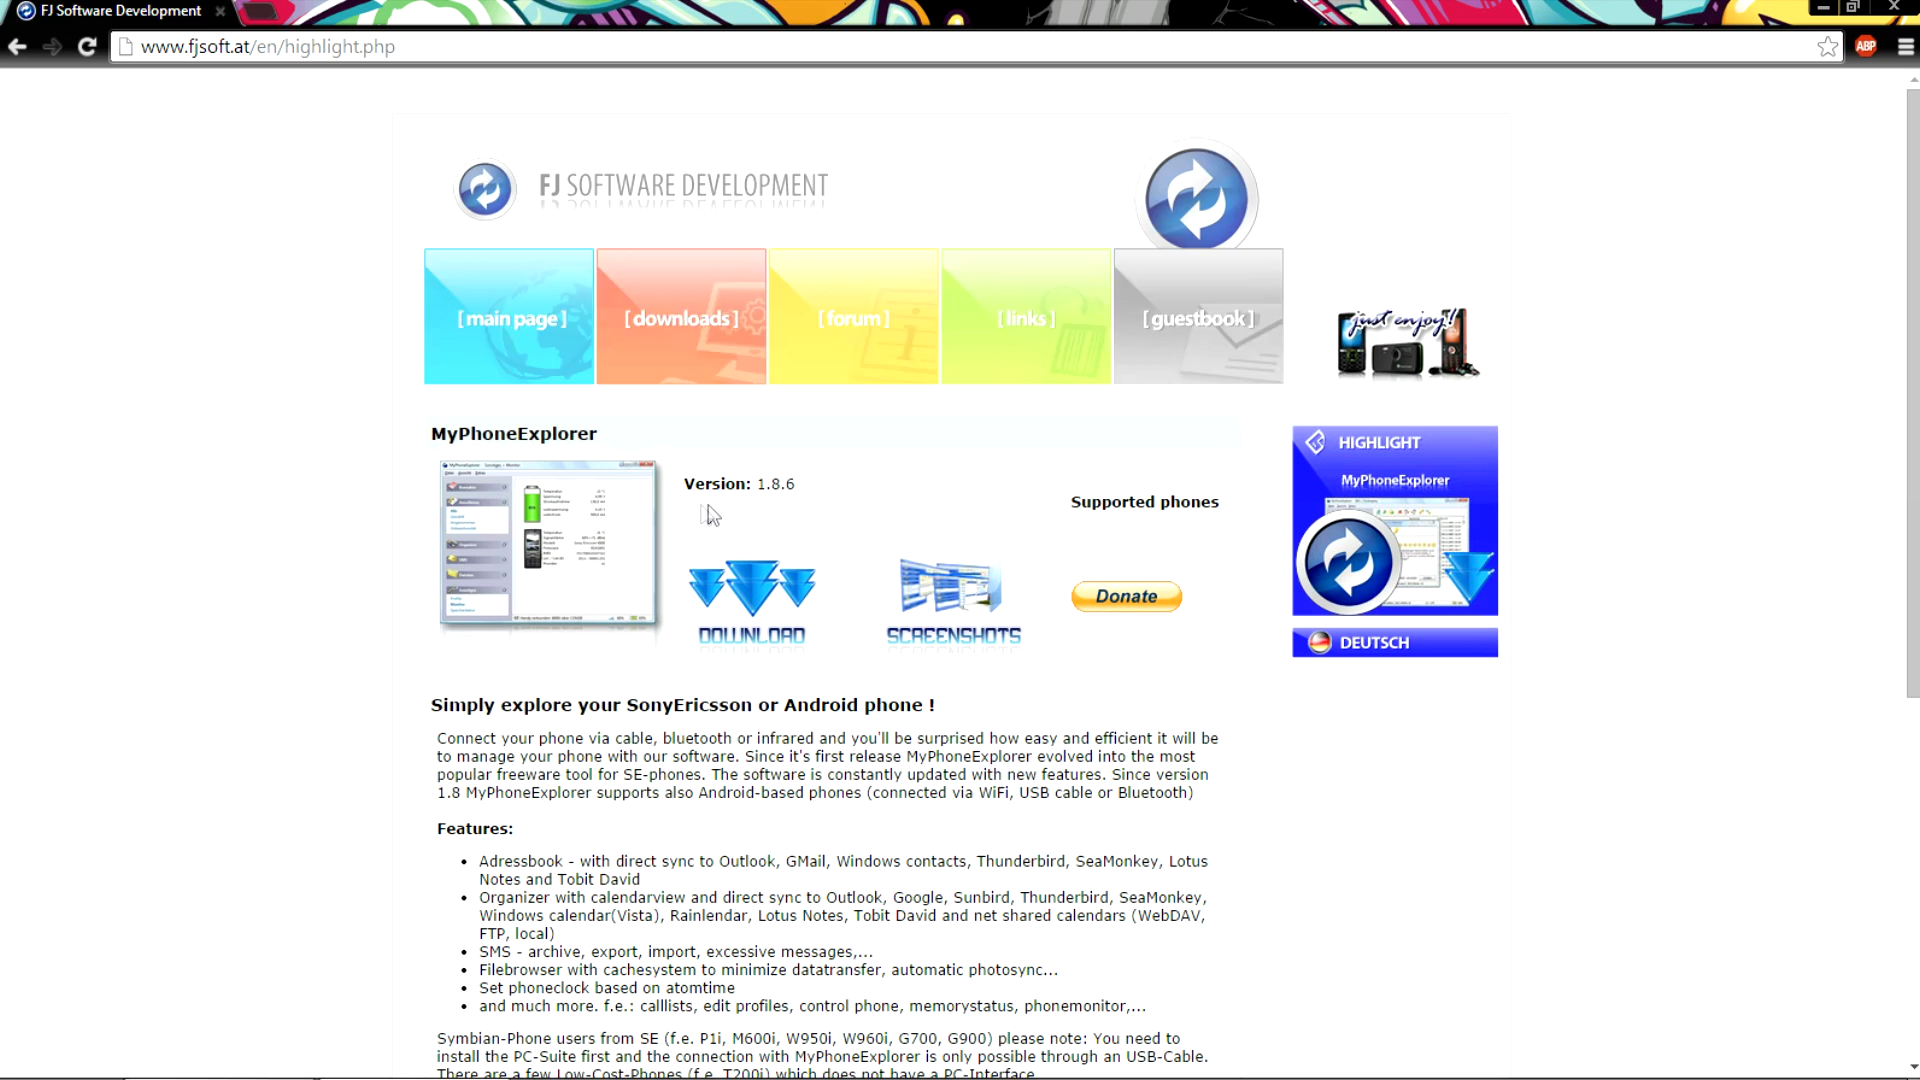 FJ Software Development
www.fjsoft.at/en/highlight.php
ABP
FJ SOFTWARE DEVELOPMENT
[ main page ]
[ downloads ]
[ forum ]
[ links ]
[ guestbook ]
just enjoy!
MyPhoneExplorer
Version: 1.8.6
Supported phones
DOWNLOAD
SCREENSHOTS
Donate
HIGHLIGHT
MyPhoneExplorer
DEUTSCH
Simply explore your SonyEricsson or Android phone !
Connect your phone via cable, bluetooth or infrared and you'll be surprised how easy and efficient it will be
to manage your phone with our software. Since it's first release MyPhoneExplorer evolved into the most
popular freeware tool for SE-phones. The software is constantly updated with new features. Since version
1.8 MyPhoneExplorer supports also Android-based phones (connected via WiFi, USB cable or Bluetooth)
Features:
• Adressbook - with direct sync to Outlook, GMail, Windows contacts, Thunderbird, SeaMonkey, Lotus
Notes and Tobit David
• Organizer with calendarview and direct sync to Outlook, Google, Sunbird, Thunderbird, SeaMonkey,
Windows calendar(Vista), Rainlendar, Lotus Notes, Tobit David and net shared calendars (WebDAV,
FTP, local)
• SMS - archive, export, import, excessive messages,...
• Filebrowser with cachesystem to minimize datatransfer, automatic photosync...
• Set phoneclock based on atomtime
• and much more. f.e.: calllists, edit profiles, control phone, memorystatus, phonemonitor,...
Symbian-Phone users from SE (f.e. P1i, M600i, W950i, W960i, G700, G900) please note: You need to
install the PC-Suite first and the connection with MyPhoneExplorer is only possible through an USB-Cable.
There are a few Low-Cost-Phones (f.e. T200i) which does not have a PC-Interface